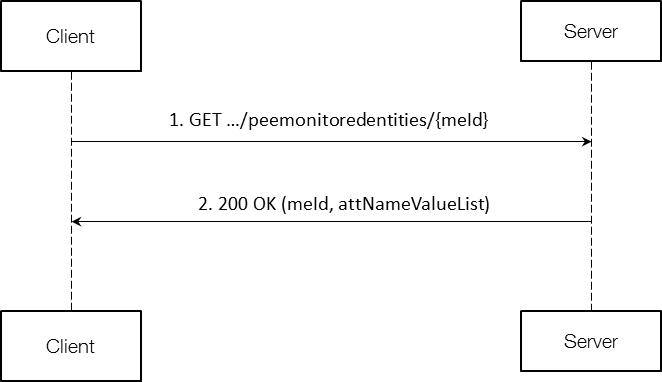 Client
Server
1. GET .../peemonitoredentities/{meId}
2. 200 OK (meId, attNameValueList)
Client
Server